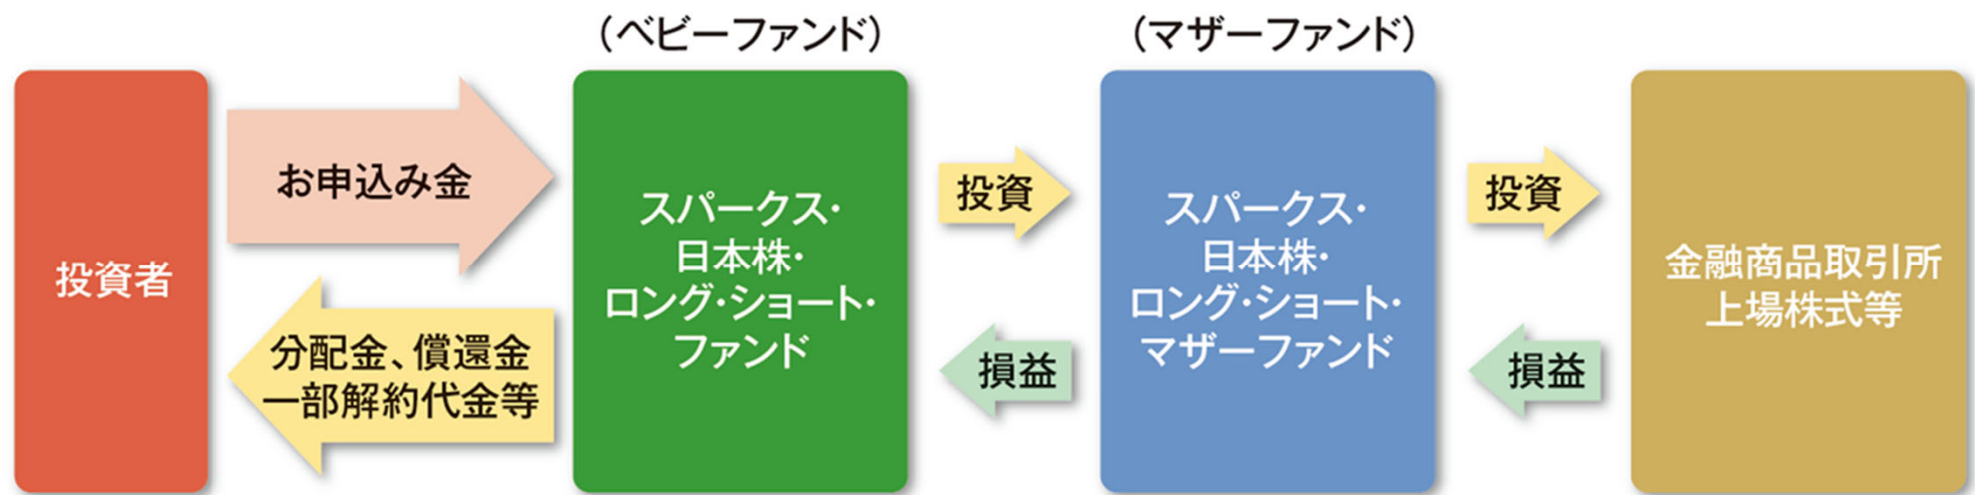 (ベビーファンド)
(マザーファンド)
投資者
お申込み金
分配金、償還金
一部解約代金等
スパークス・
日本株・
ロング・ショート・
ファンド
投資
損益
スパークス・
日本株・
ロング・ショート・
マザーファンド
投資
損益
金融商品取引所
上場株式等